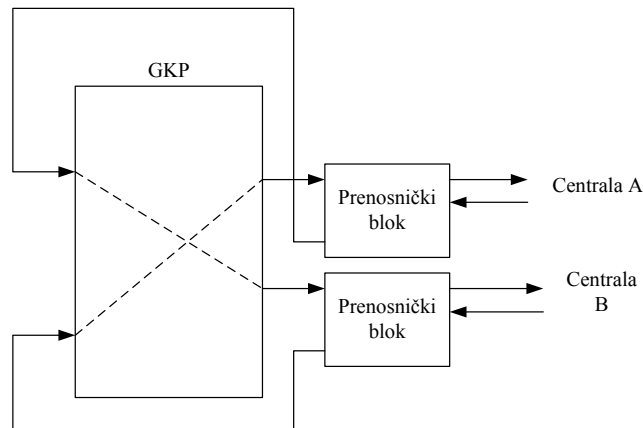 GKP
Prenosnički
blok
Centrala A
Prenosnički
blok
Centrala
B